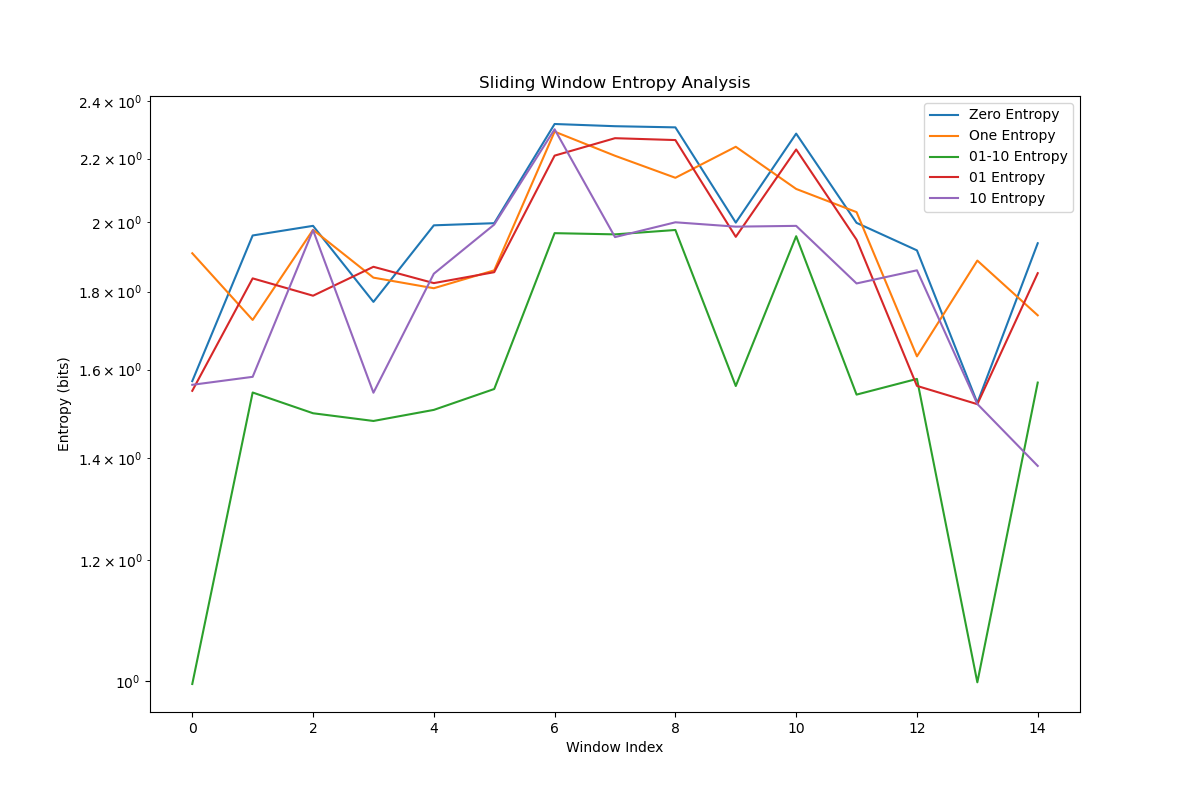 Sliding Window Entropy Analysis
2.4 × 10⁰
2.2 × 10⁰
2 × 10⁰
1.8 × 10⁰
1.6 × 10⁰
1.4 × 10⁰
1.2 × 10⁰
10⁰
Entropy (bits)
Zero Entropy
One Entropy
01-10 Entropy
01 Entropy
10 Entropy
0 2 4 6 8 10 12 14
Window Index